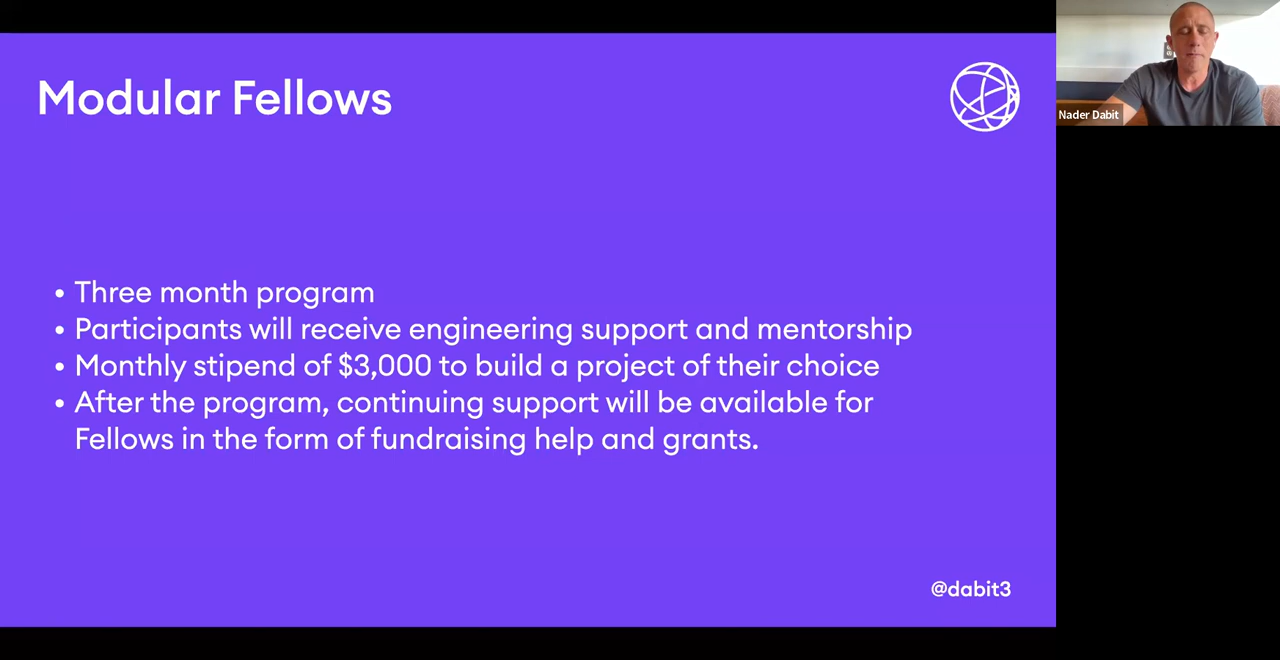 Modular Fellows
• Three month program
• Participants will receive engineering support and mentorship
• Monthly stipend of $3,000 to build a project of their choice
• After the program, continuing support will be available for
Fellows in the form of fundraising help and grants.
@dabit3
Nader Dabit